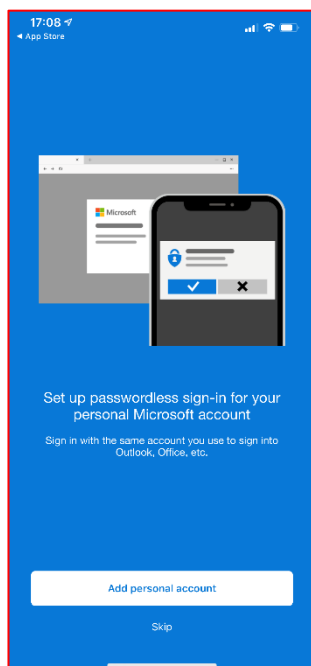 17:08
App Store
Microsoft
Set up passwordless sign-in for your
personal Microsoft account
Sign in with the same account you use to sign into
Outlook, Office, etc.
Add personal account
Skip